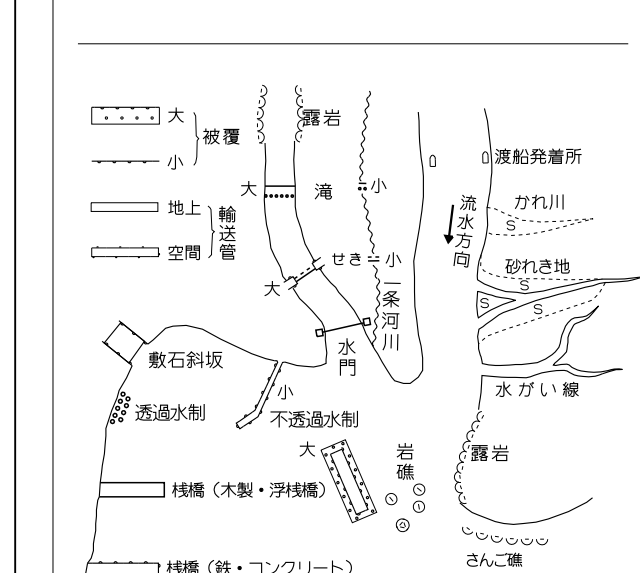 大
被覆
小
地上
輸送管
空間
露岩
渡船発着所
大
滝
小
流水方向
かれ川
S
せき
小
砂れき地
S
大
一条河川
S
S
水門
敷石斜坂
小
水がい線
透過水制
不透過水制
大
岩礁
露岩
桟橋（木製・浮桟橋）
さんご礁
桟橋（鉄・コンクリート）